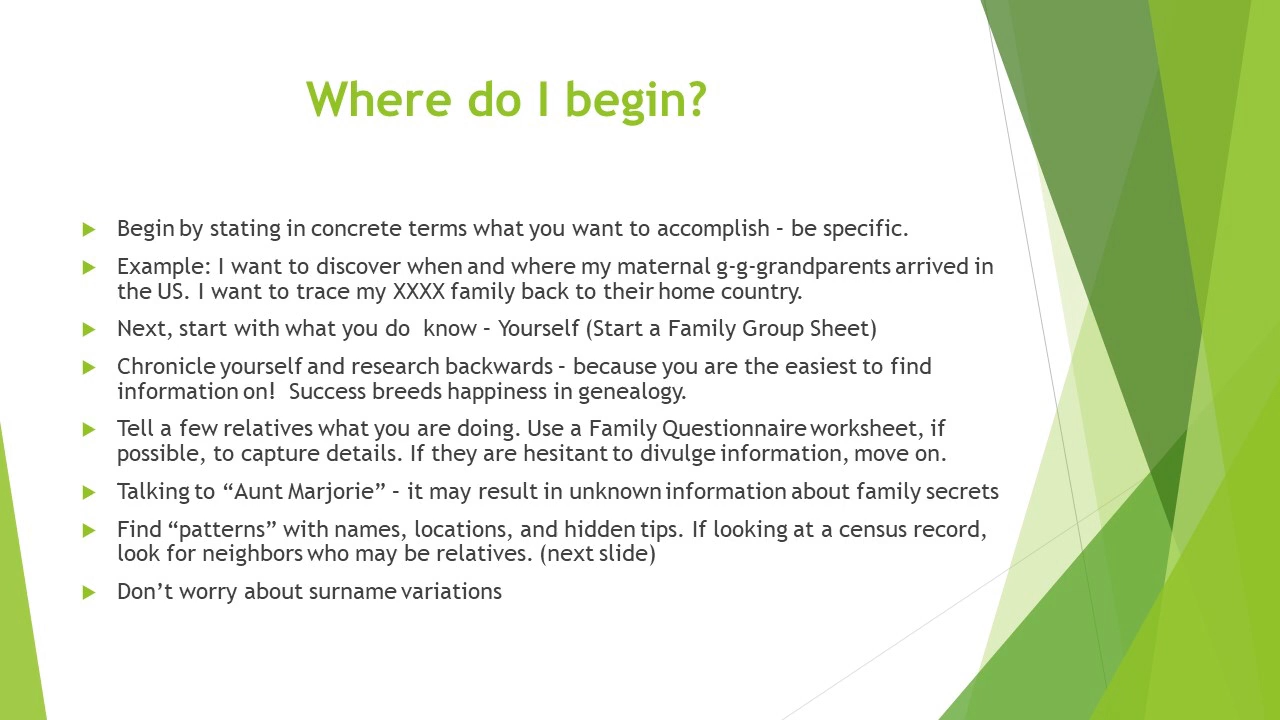 Where do I begin?
Begin by stating in concrete terms what you want to accomplish – be specific.
Example: I want to discover when and where my maternal g-g-grandparents arrived in
the US. I want to trace my XXXX family back to their home country.
Next, start with what you do  know – Yourself (Start a Family Group Sheet)
Chronicle yourself and research backwards – because you are the easiest to find
information on!  Success breeds happiness in genealogy.
Tell a few relatives what you are doing. Use a Family Questionnaire worksheet, if
possible, to capture details. If they are hesitant to divulge information, move on.
Talking to “Aunt Marjorie” – it may result in unknown information about family secrets
Find “patterns” with names, locations, and hidden tips. If looking at a census record,
look for neighbors who may be relatives. (next slide)
Don’t worry about surname variations